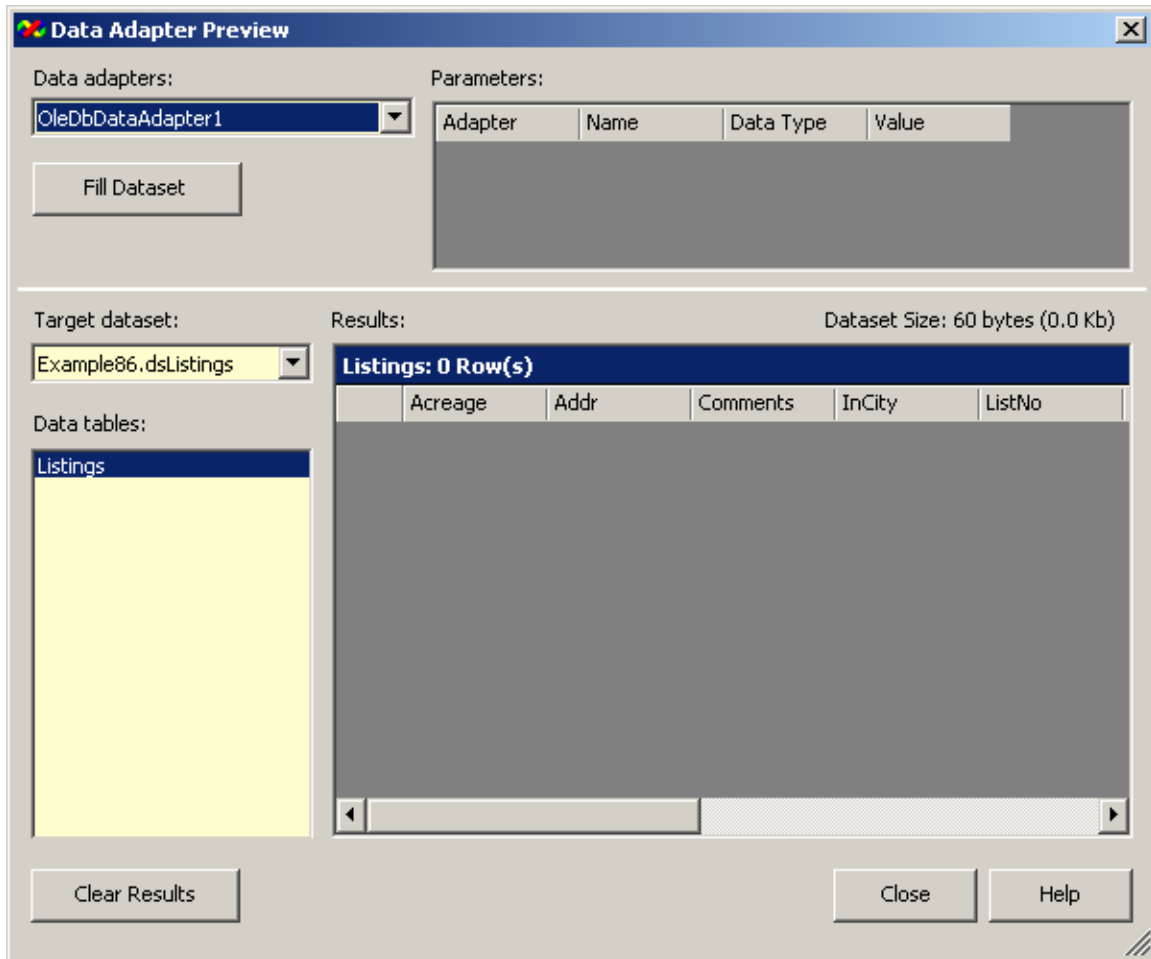 Data Adapter Preview
Data adapters:
OleDbDataAdapter1
Fill Dataset
Parameters:
Adapter Name Data Type Value
Target dataset:
Example86.dsListings
Data tables:
Listings
Results:
Dataset Size: 60 bytes (0.0 Kb)
Listings: 0 Row(s)
Acreage Addr Comments InCity ListNo
Clear Results
Close
Help